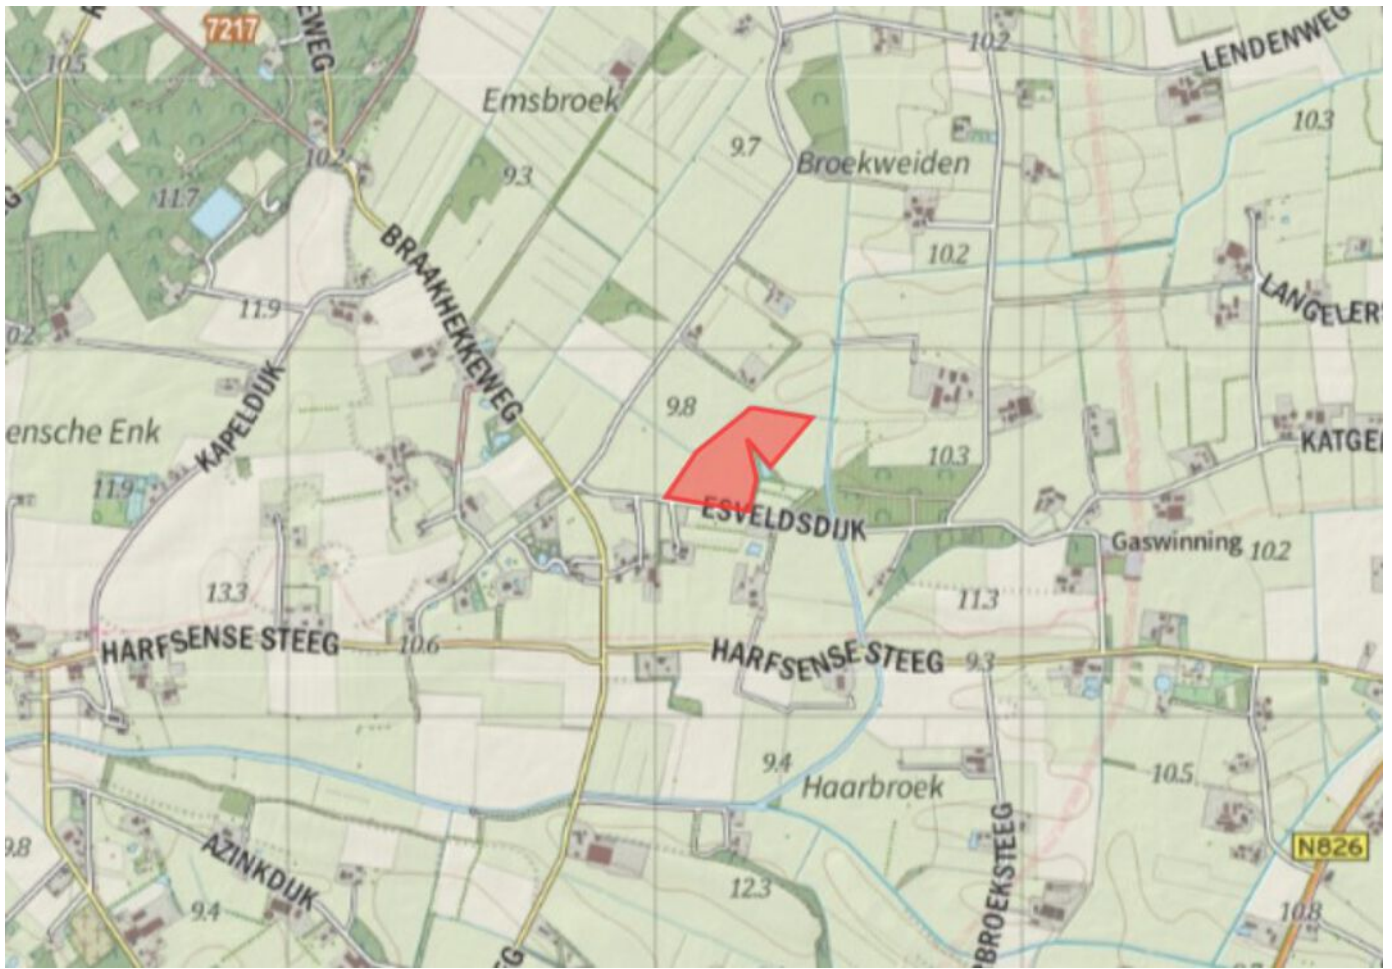 7217
EWEG
10.2
LENDENWEG
10.5
Emsbroek
10.3
9.7
10.2
Broekweiden
9.3
11.7
BRAAKHEKKEWEG
10.2
LANGELER
11.9
KAPELDIJK
9.8
ensche Enk
KATGE
10.3
11.9
ESVELDSDIJK
Gaswinning
10.2
13.3
11.3
HARFSENSE STEEG
10.6
HARFSENSE STEEG
9.3
9.4
Haarbroek
10.5
9.8
AZINKDIJK
N826
12.3
9.4
BROEKSTEEG
10.8